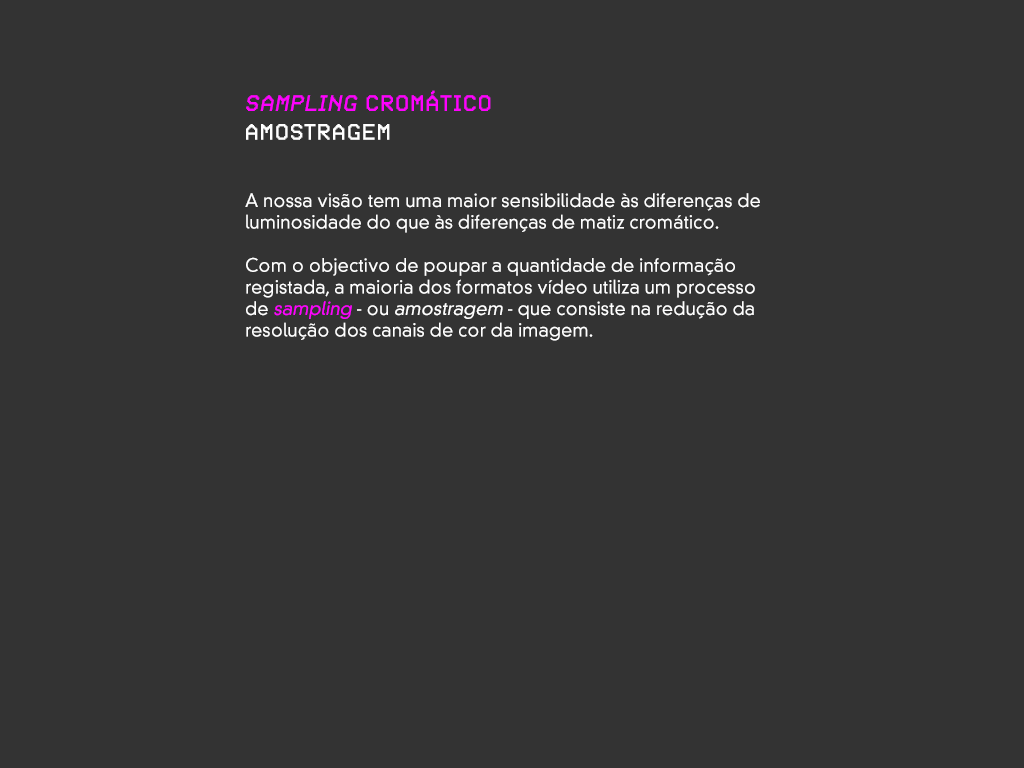 SAMPLING CROMÁTICO
AMOSTRAGEM
A nossa visão tem uma maior sensibilidade às diferenças de
luminosidade do que às diferenças de matiz cromático.
Com o objectivo de poupar a quantidade de informação
registada, a maioria dos formatos vídeo utiliza um processo
de sampling - ou amostragem - que consiste na redução da
resolução dos canais de cor da imagem.